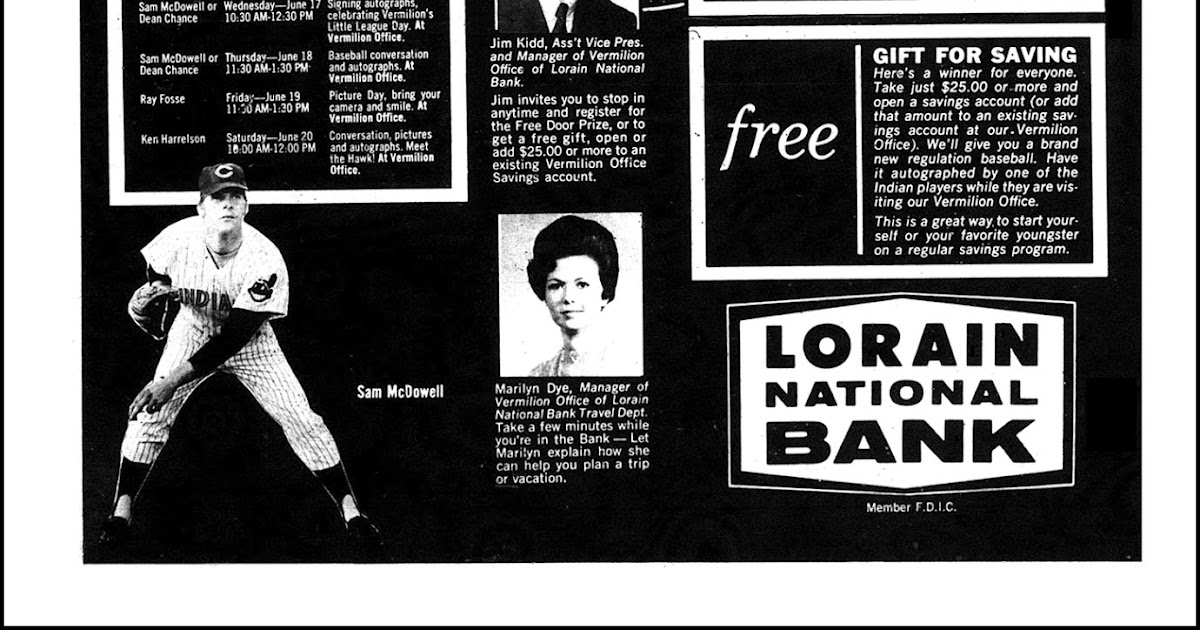 Sam McDowell or
Dean Chance
Wednesday—June 17
10:30 AM-12:30 PM
Signing autographs,
celebrating Vermilion's
Little League Day. At
Vermilion Office.
Sam McDowell or
Dean Chance
Thursday—June 18
11:30 AM-1:30 PM
Baseball conversation
and autographs. At
Vermilion Office.
Ray Fosse
Friday—June 19
11:30 AM-1:30 PM
Picture Day, bring your
camera and smile. At
Vermilion Office.
Ken Harrelson
Saturday—June 20
10:00 AM-12:00 PM
Conversation, pictures
and autographs. Meet
the Hawk! At Vermilion
Office.
C
INDIA
Sam McDowell
Jim Kidd, Ass't Vice Pres.
and Manager of Vermilion
Office of Lorain National
Bank.
Jim invites you to stop in
anytime and register for
the Free Door Prize, or to
get a free gift, open or
add $25.00 or more to an
existing Vermilion Office
Savings account.
Marilyn Dye, Manager of
Vermilion Office of Lorain
National Bank Travel Dept.
Take a few minutes while
you're in the Bank — Let
Marilyn explain how she
can help you plan a trip
or vacation.
free
GIFT FOR SAVING
Here's a winner for everyone.
Take just $25.00 or more and
open a savings account (or add
that amount to an existing sav-
ings account at our Vermilion
Office). We'll give you a brand
new regulation baseball. Have
it autographed by one of the
Indian players while they are vis-
iting our Vermilion Office.
This is a great way to start your-
self or your favorite youngster
on a regular savings program.
LORAIN
NATIONAL
BANK
Member F.D.I.C.